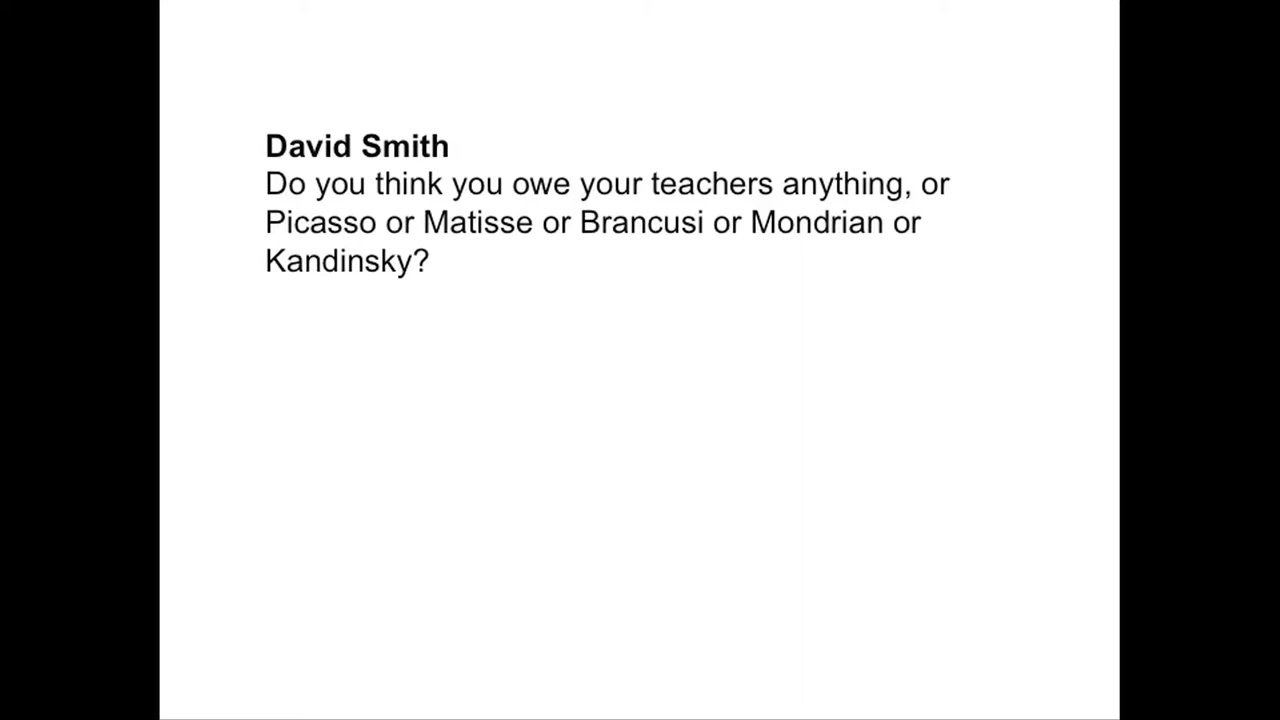 David Smith
Do you think you owe your teachers anything, or
Picasso or Matisse or Brancusi or Mondrian or
Kandinsky?